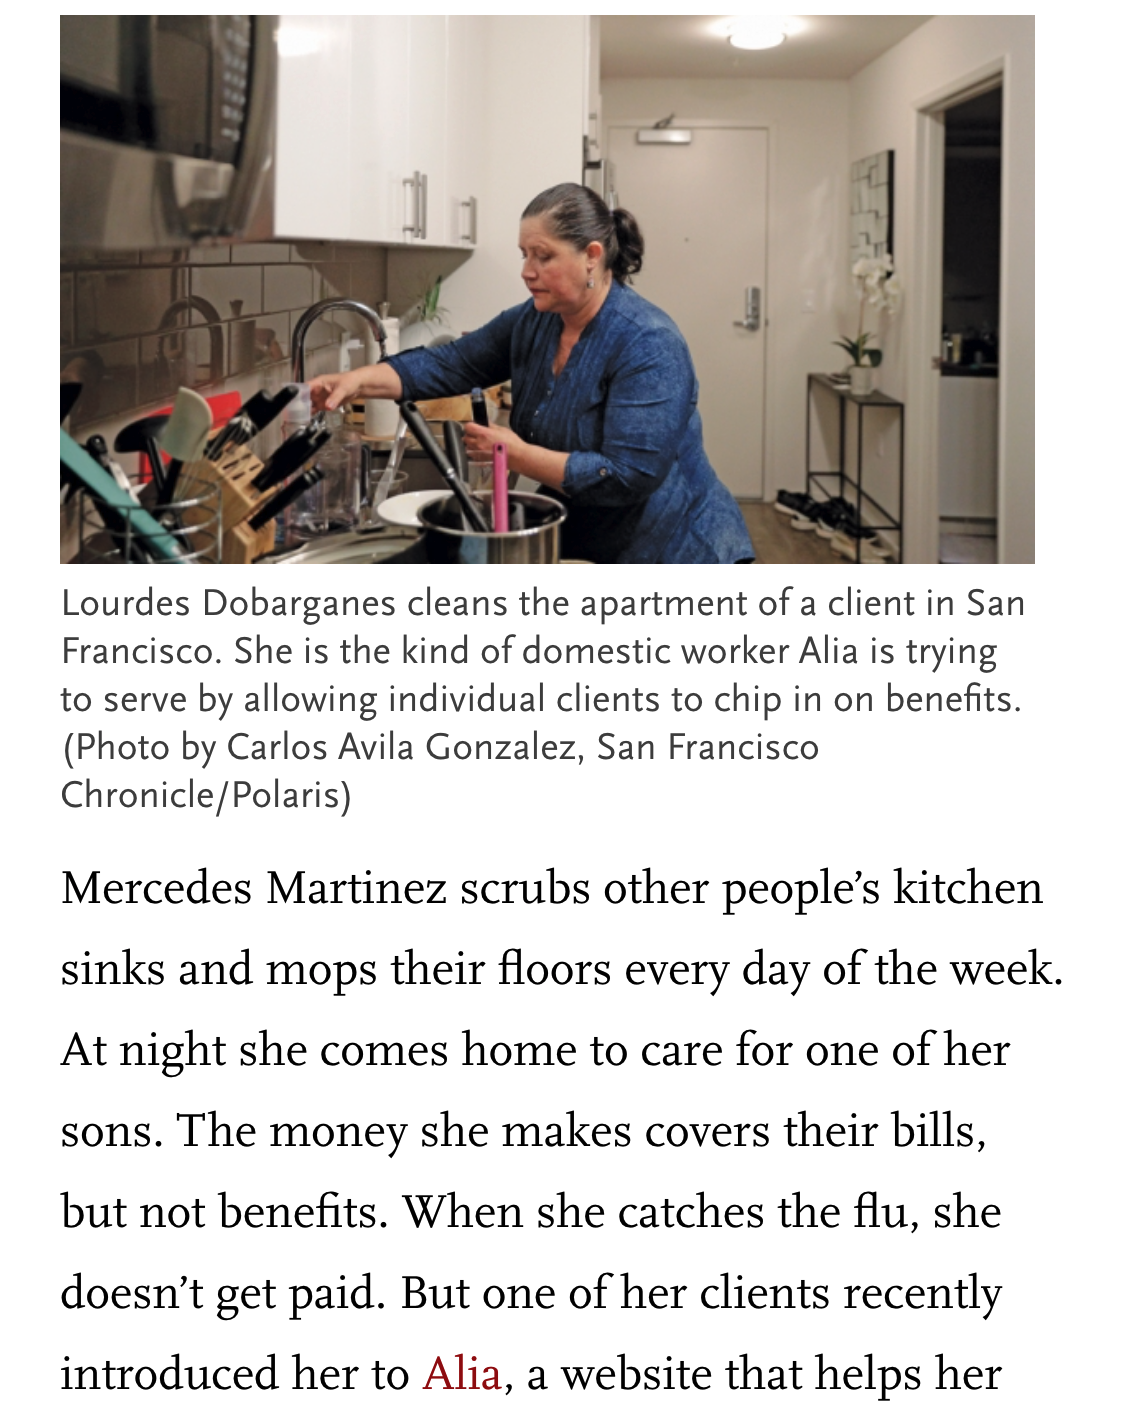 Lourdes Dobarganes cleans the apartment of a client in San
Francisco. She is the kind of domestic worker Alia is trying
to serve by allowing individual clients to chip in on benefits.
(Photo by Carlos Avila Gonzalez, San Francisco
Chronicle/Polaris)
Mercedes Martinez scrubs other people’s kitchen
sinks and mops their floors every day of the week.
At night she comes home to care for one of her
sons. The money she makes covers their bills,
but not benefits. When she catches the flu, she
doesn’t get paid. But one of her clients recently
introduced her to Alia, a website that helps her